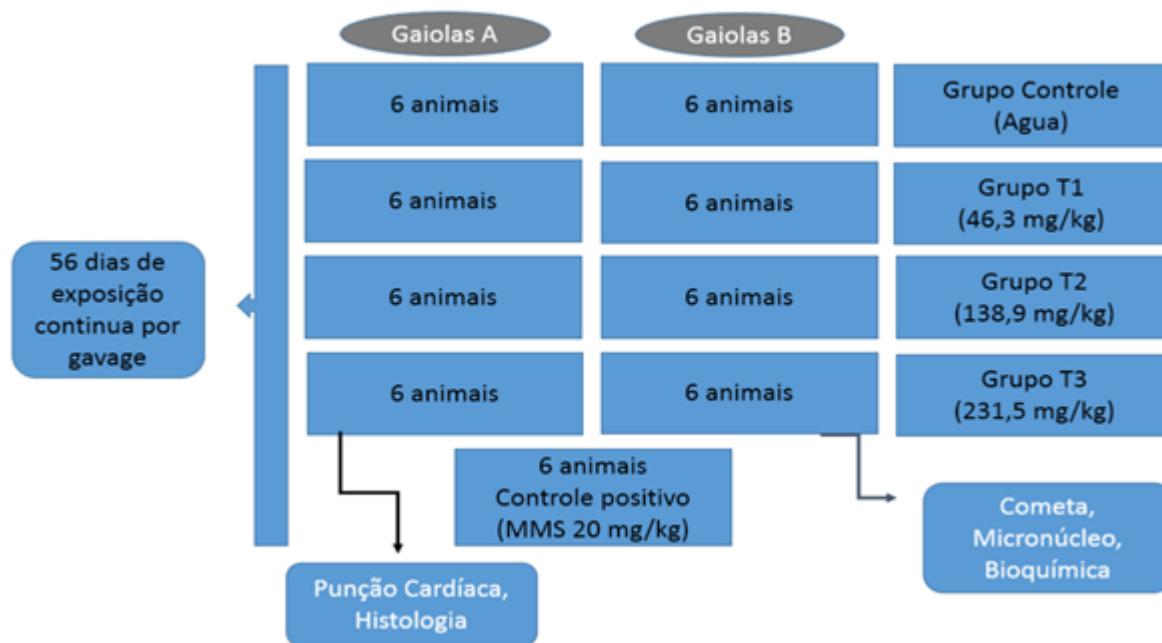 Gaiolas A
Gaiolas B
6 animais
6 animais
Grupo Controle
(Agua)
6 animais
6 animais
Grupo T1
(46,3 mg/kg)
56 dias de
exposição
continua por
gavage
6 animais
6 animais
Grupo T2
(138,9 mg/kg)
6 animais
6 animais
Grupo T3
(231,5 mg/kg)
6 animais
Controle positivo
(MMS 20 mg/kg)
Punção Cardíaca,
Histologia
Cometa,
Micronúcleo,
Bioquímica